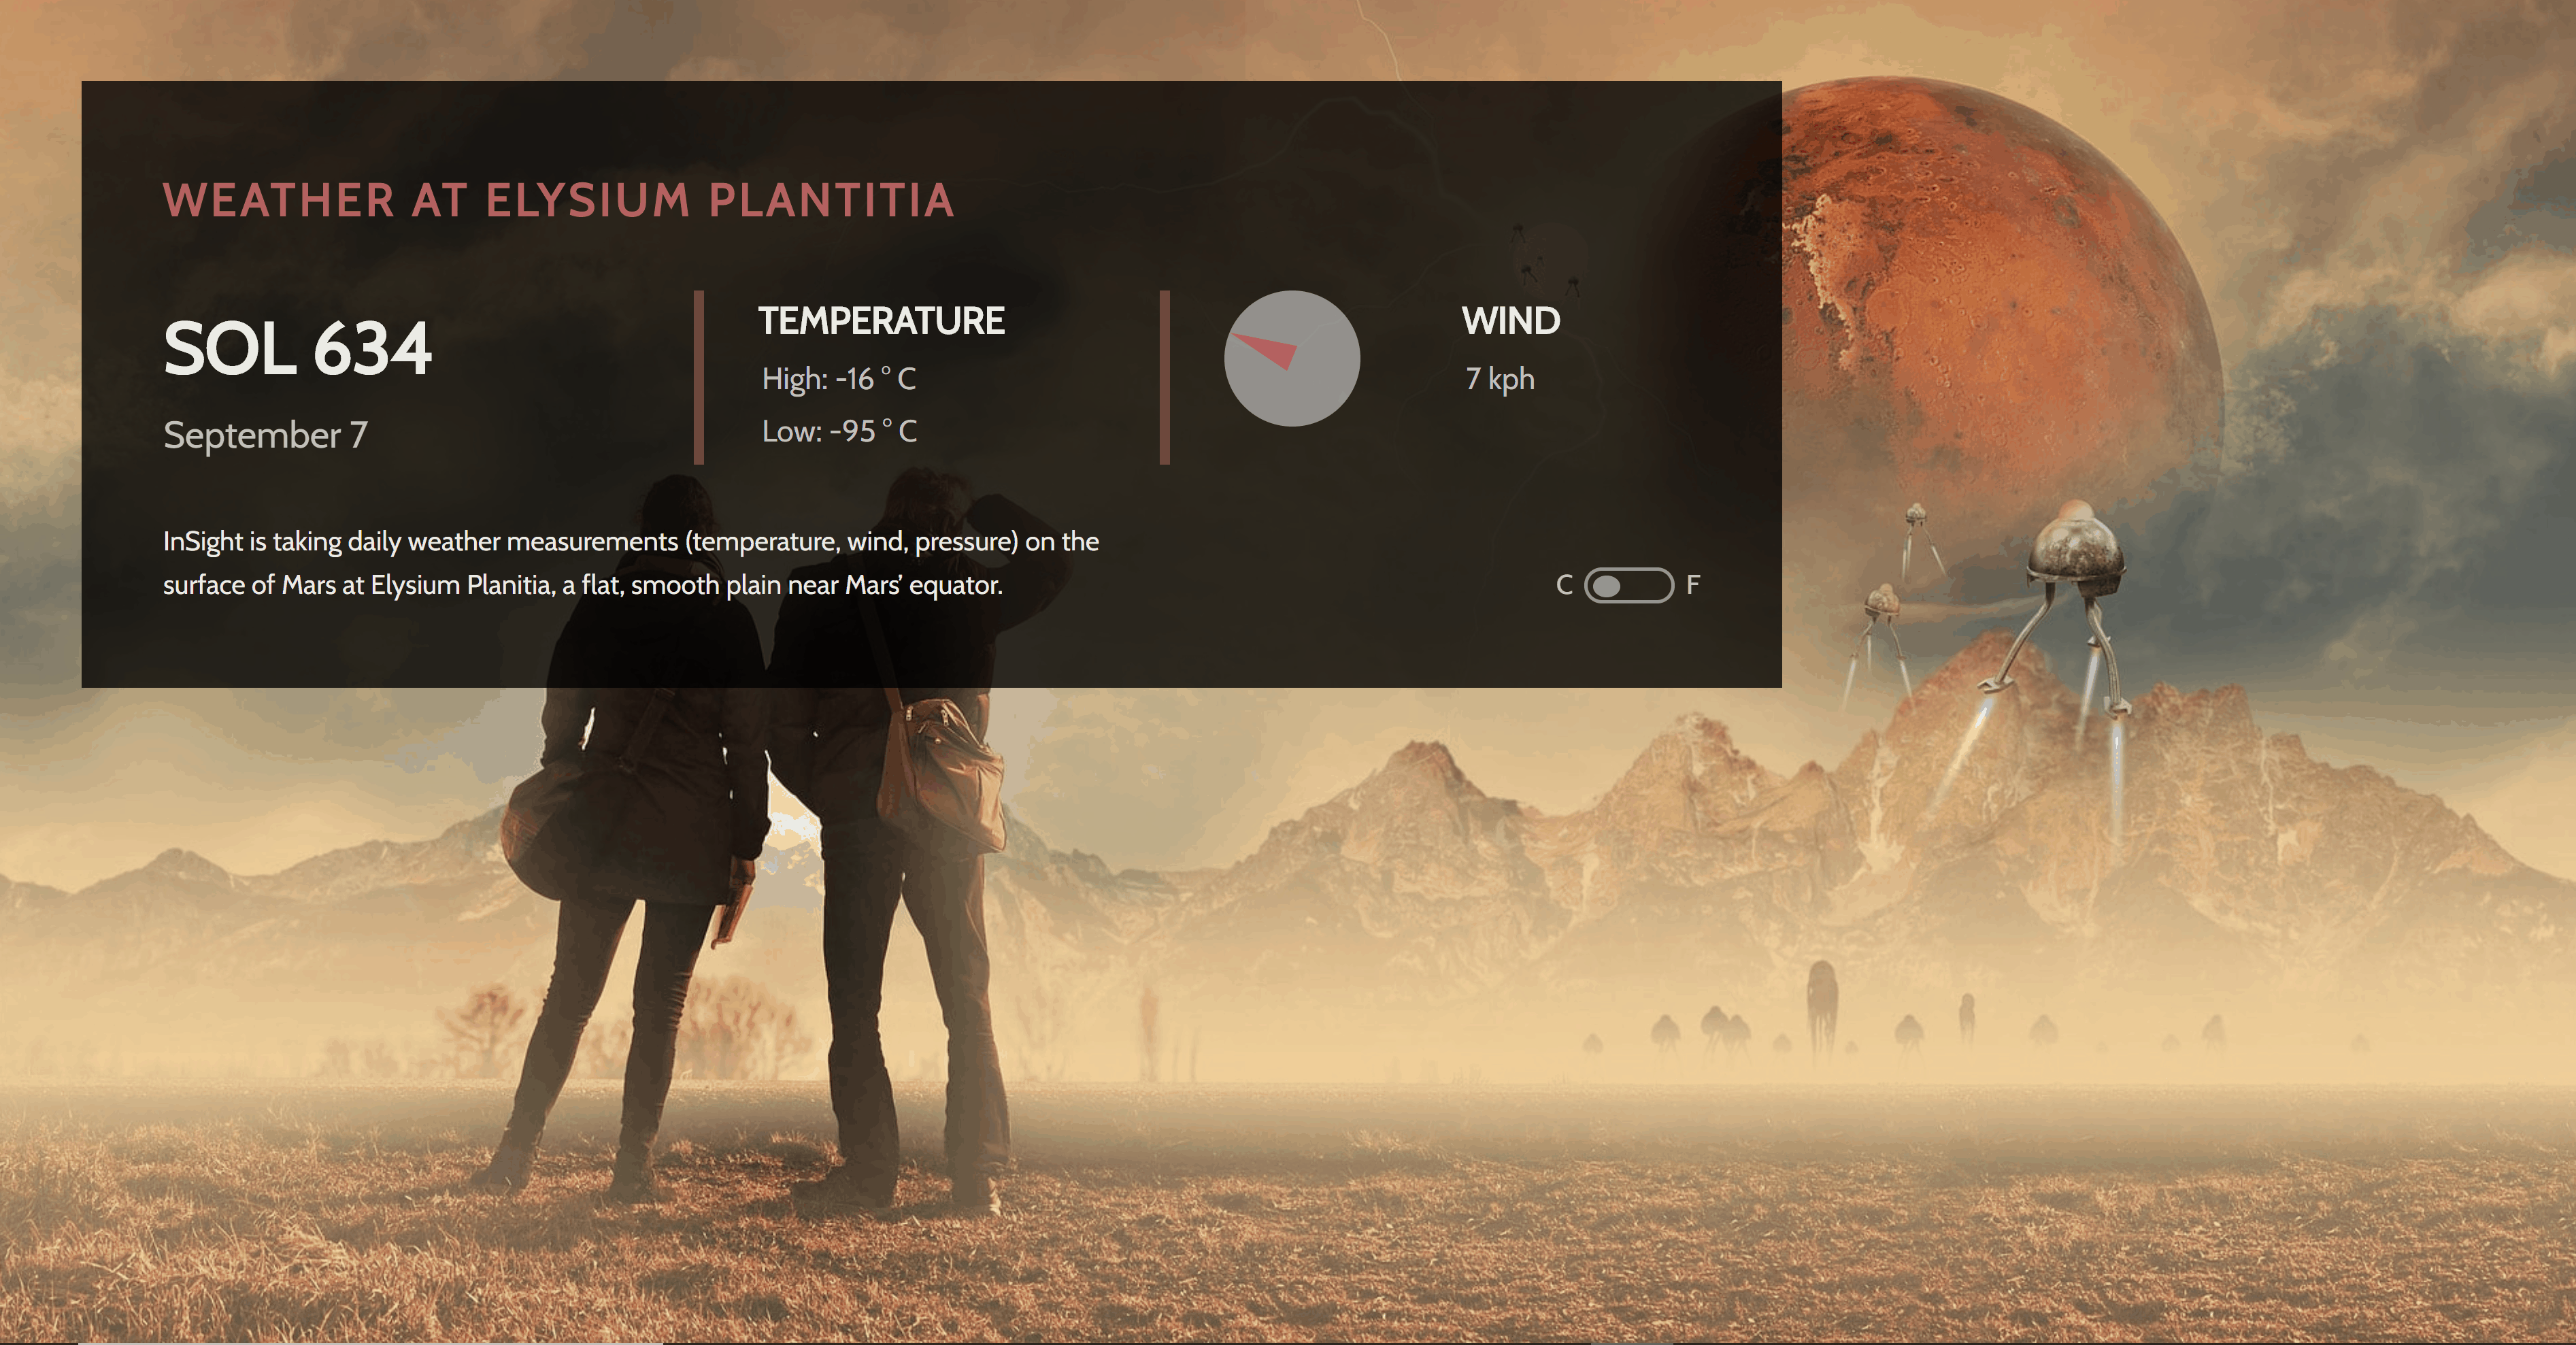 WEATHER AT ELYSIUM PLANTITIA
SOL 634
September 7
TEMPERATURE
High: -16 ° C
Low: -95 ° C
WIND
7 kph
InSight is taking daily weather measurements (temperature, wind, pressure) on the
surface of Mars at Elysium Planitia, a flat, smooth plain near Mars’ equator.
C F